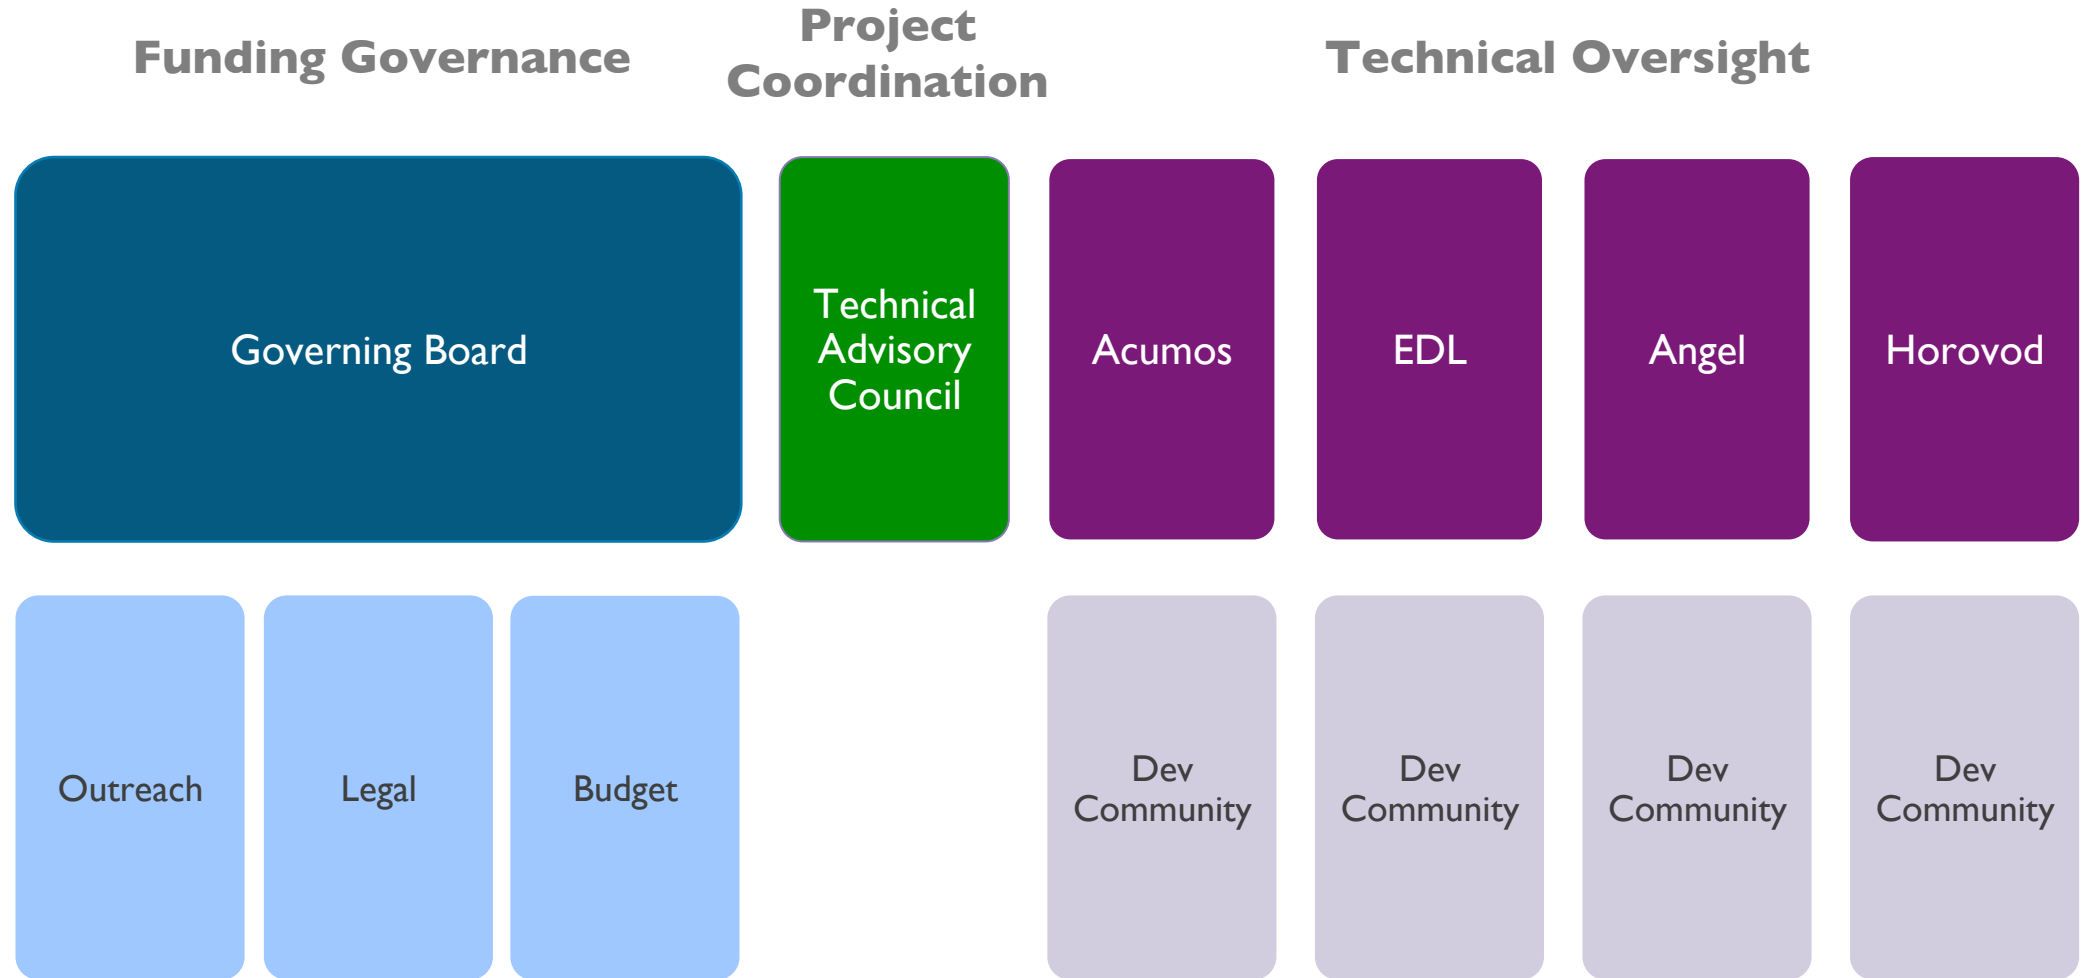 Funding Governance
Project
Coordination
Technical Oversight
Governing Board
Technical
Advisory
Council
Acumos
EDL
Angel
Horovod
Outreach
Legal
Budget
Dev
Community
Dev
Community
Dev
Community
Dev
Community